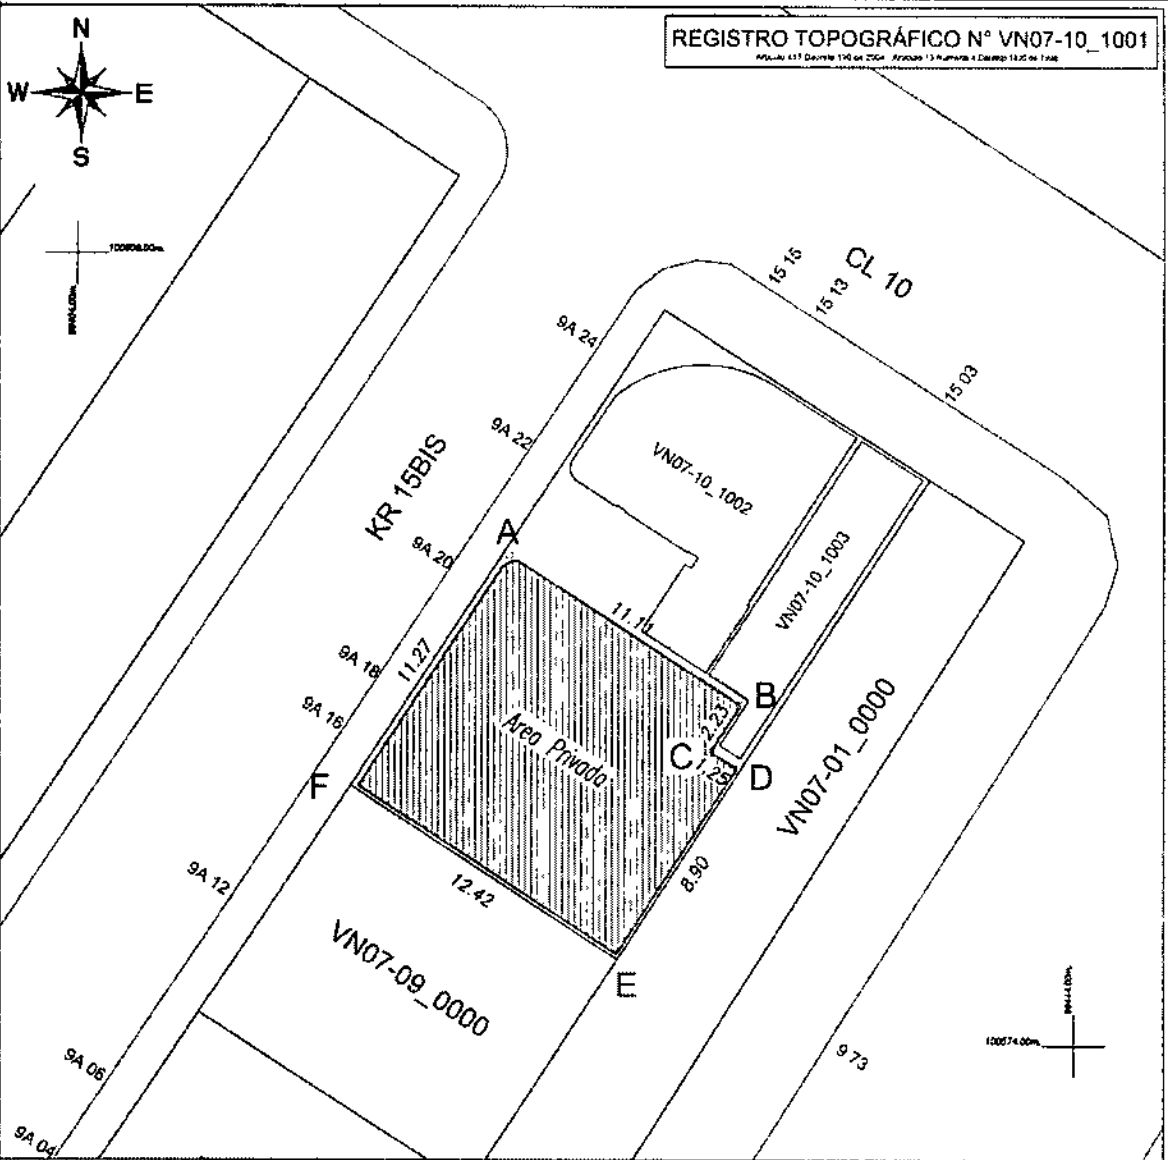 N
W E
S
REGISTRO TOPOGRÁFICO N° VN07-10_1001
CL 10
15 15
15 13
15 03
9A 24
9A 22
KR 15BIS
9A 20
9A 18
9A 16
9A 12
9A 06
9A 04
VN07-10_1002
VN07-10_1003
VN07-01_0000
A
11.11
B
2.23
C
1.25
D
11.27
Area Privada
F
8.90
12.42
E
VN07-09_0000
9 73
100574.00m.